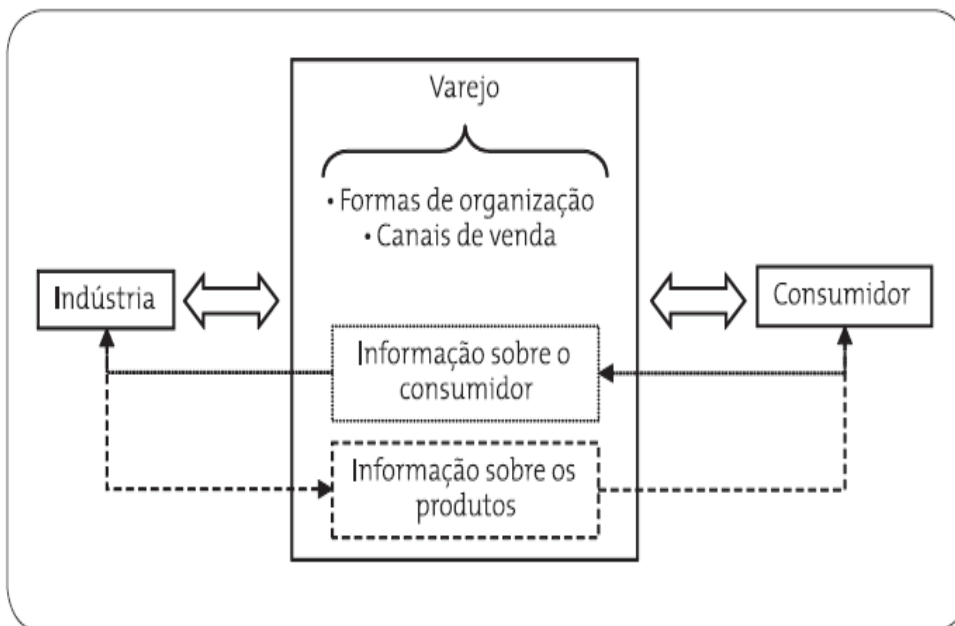 Varejo
• Formas de organização
• Canais de venda
Indústria
Consumidor
Informação sobre o
consumidor
Informação sobre os
produtos